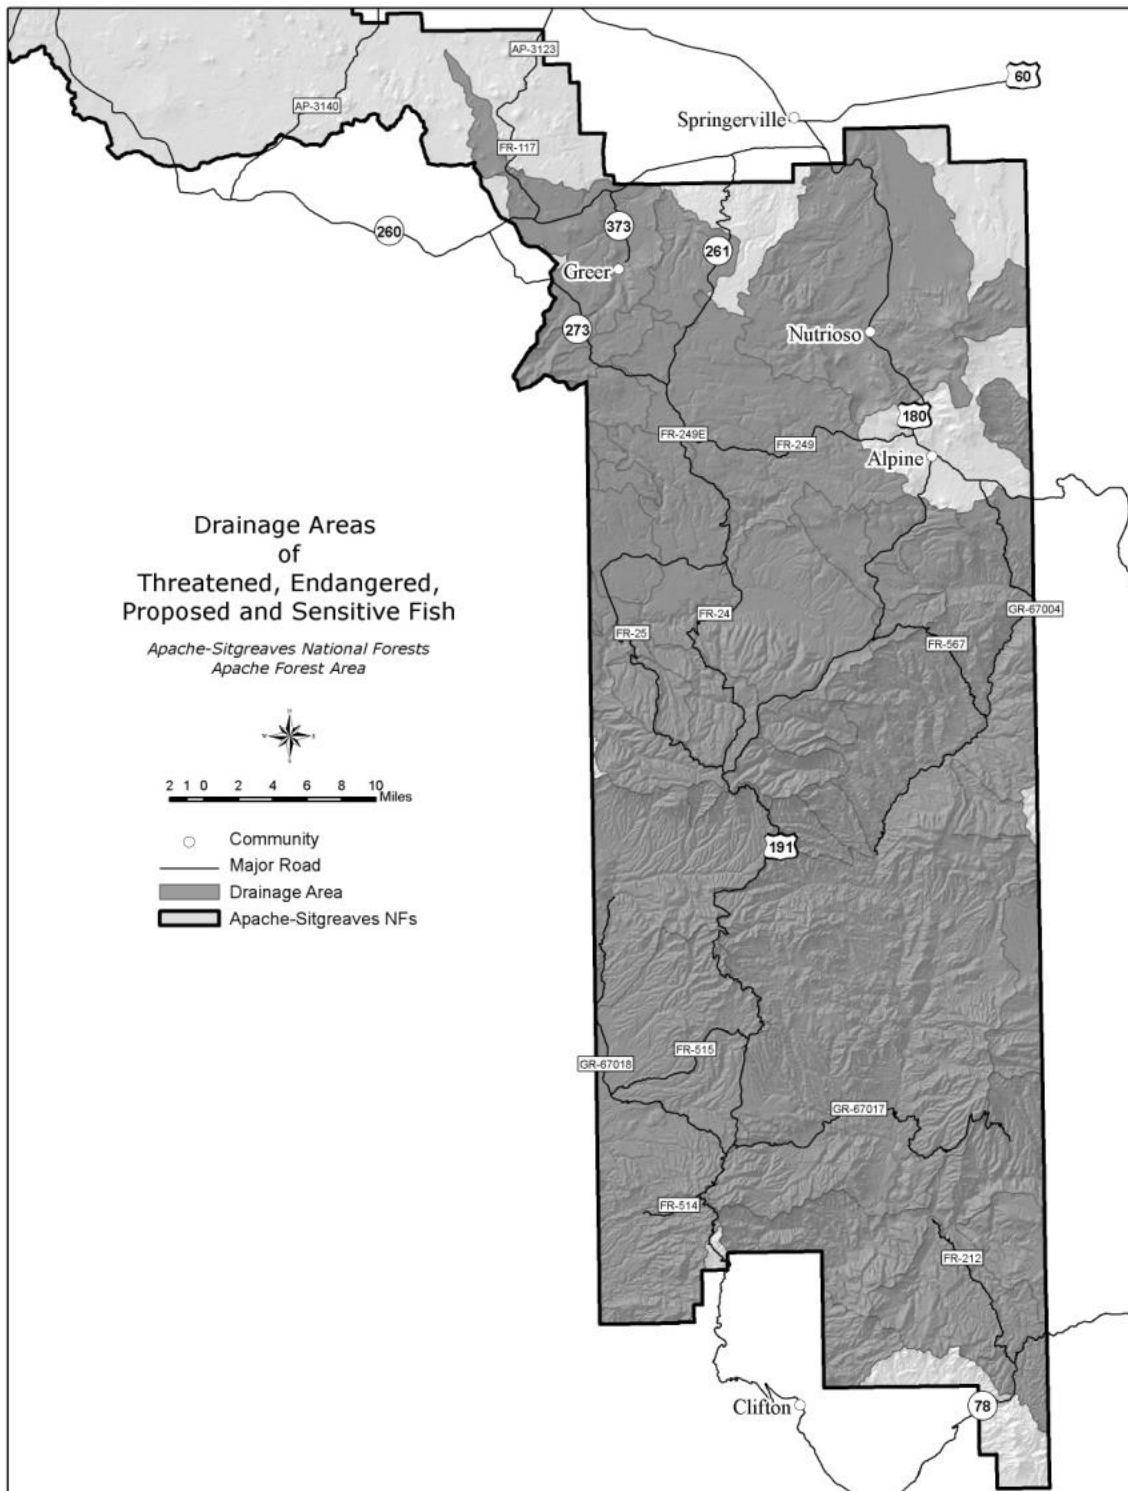 AP-3123
60
AP-3140
Springerville
FR-117
260
373
261
Greer
273
Nutrioso
180
FR-249E
FR-249
Alpine
Drainage Areas
of
Threatened, Endangered,
Proposed and Sensitive Fish
Apache-Sitgreaves National Forests
Apache Forest Area
N
W E
S
2 1 0 2 4 6 8 10
Miles
Community
Major Road
Drainage Area
Apache-Sitgreaves NFs
FR-24
GR-67004
FR-25
FR-567
191
FR-515
GR-67018
GR-67017
FR-514
FR-212
Clifton
78